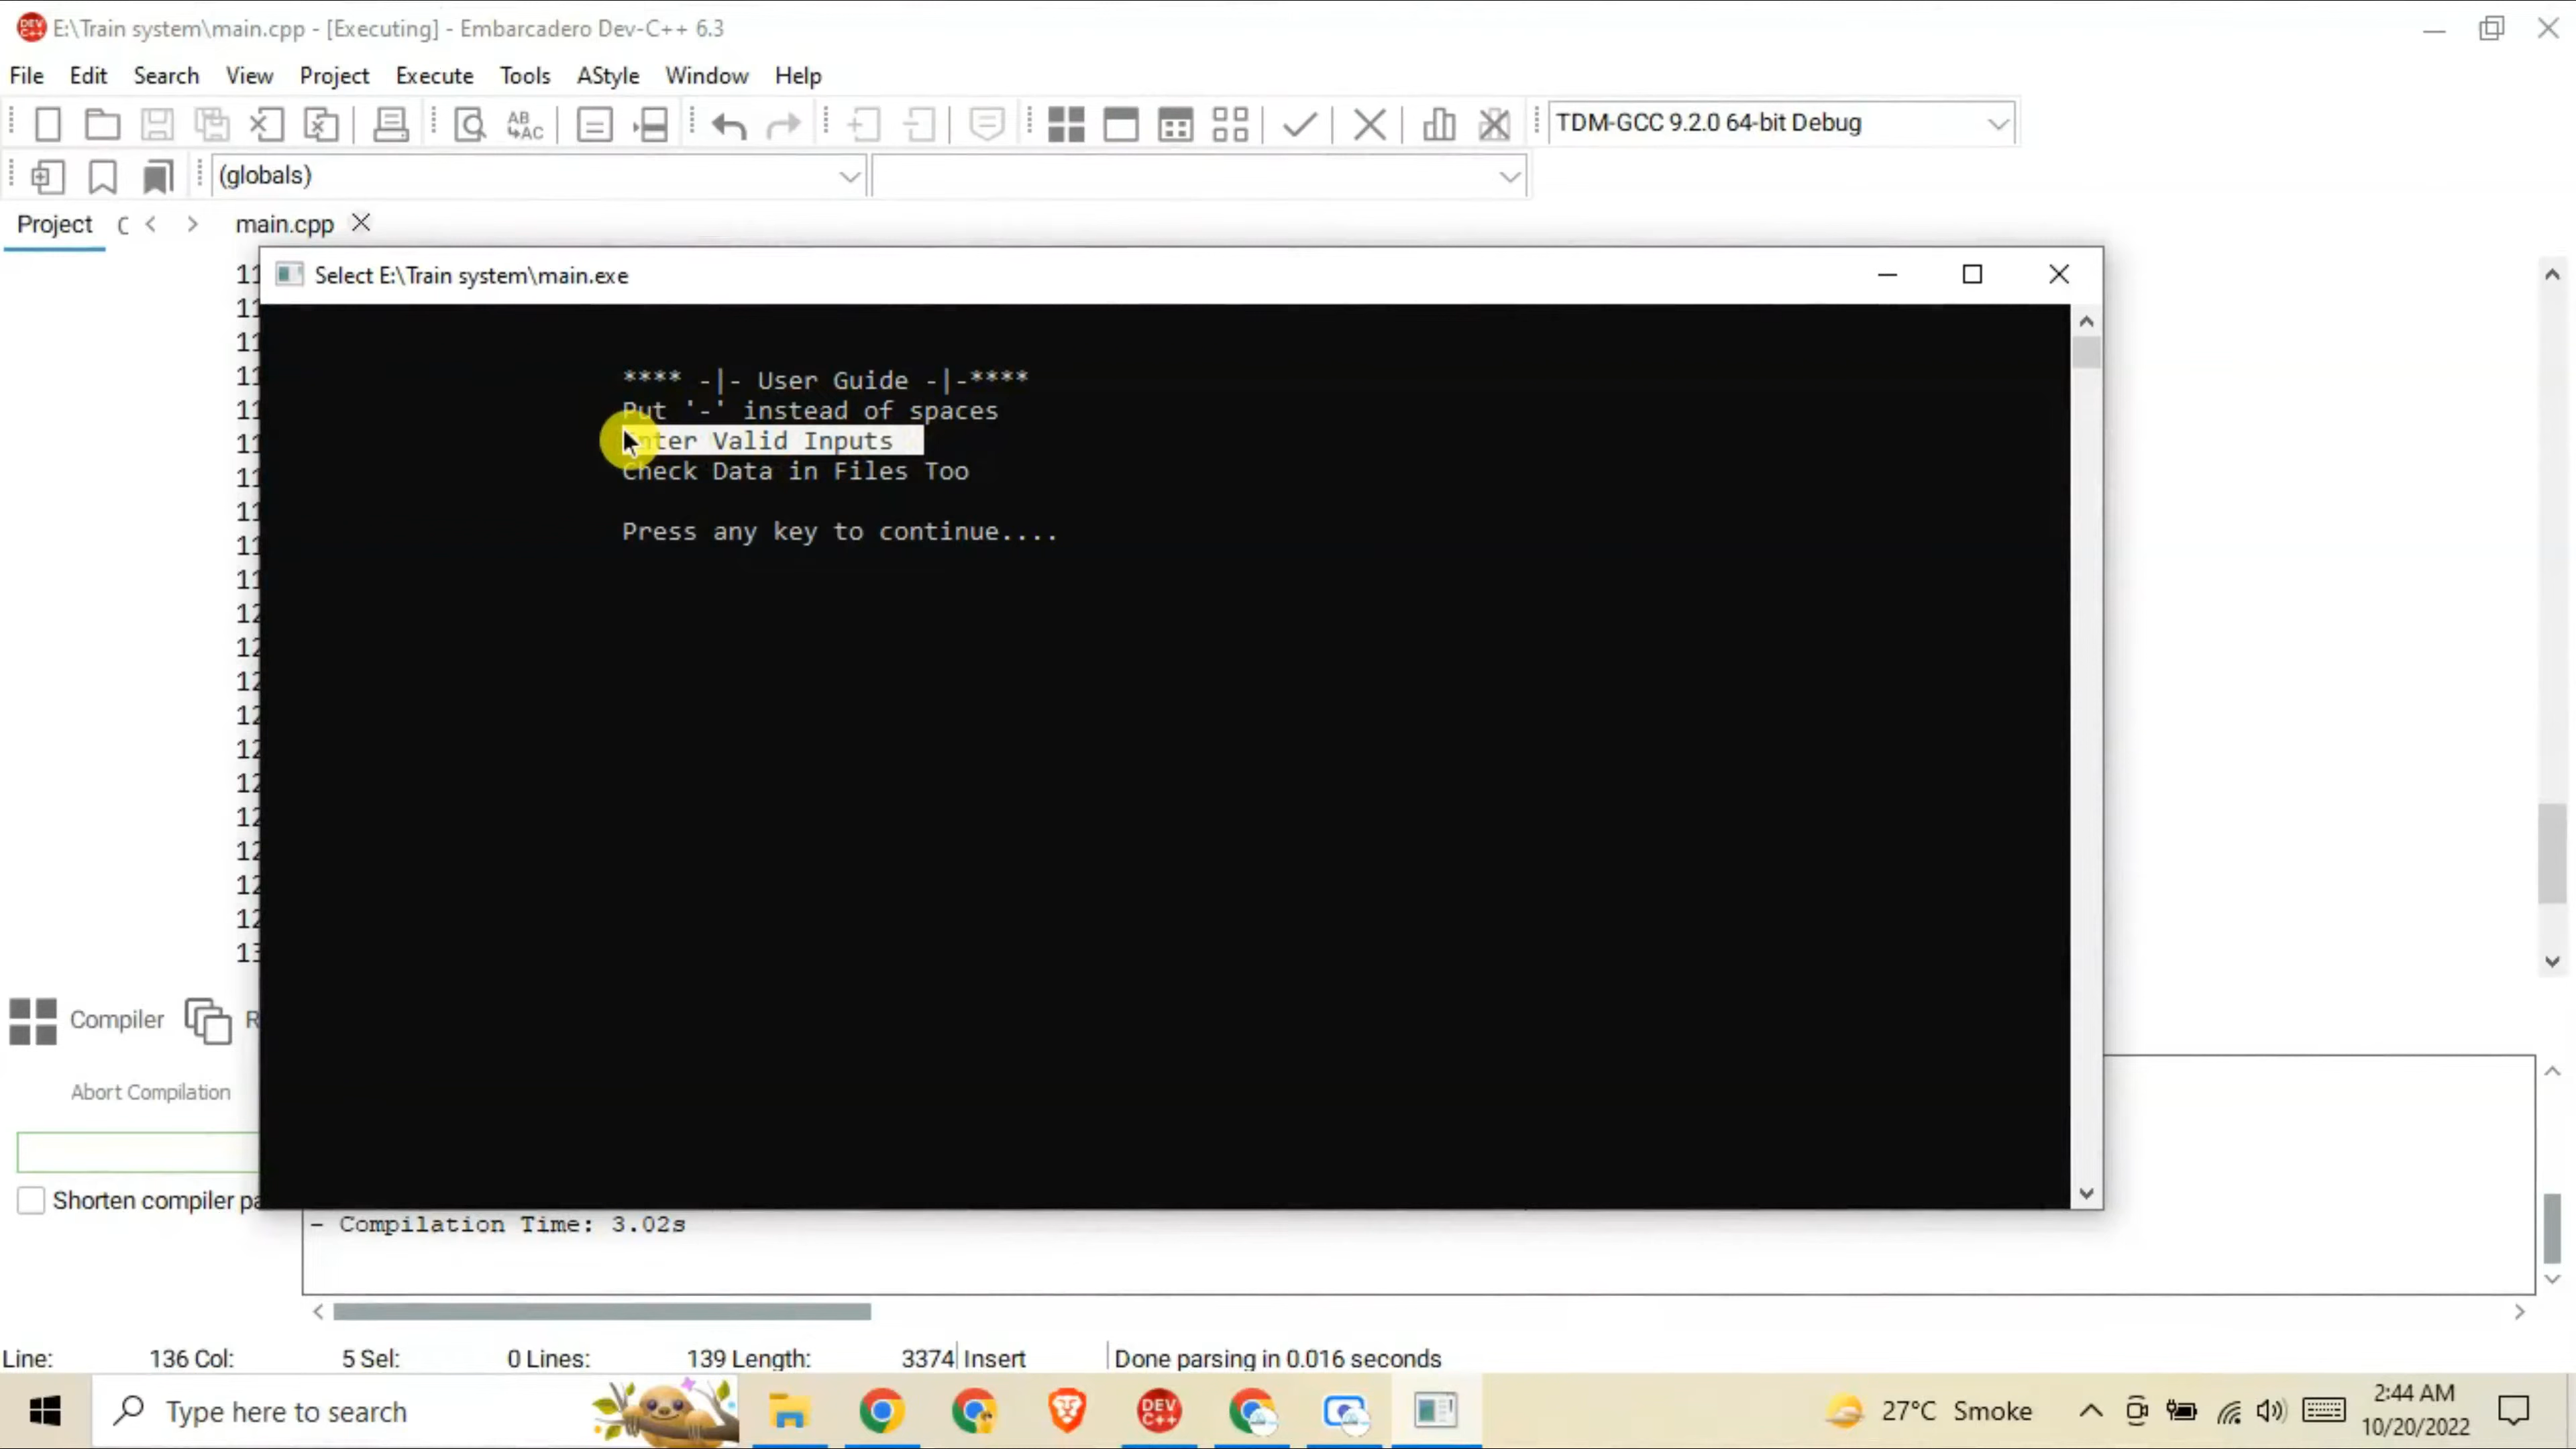 E:\Train system\main.cpp - [Executing] - Embarcadero Dev-C++ 6.3
File Edit Search View Project Execute Tools AStyle Window Help
TDM-GCC 9.2.0 64-bit Debug
(globals)
Project main.cpp
Select E:\Train system\main.exe
**** -|- User Guide -|-****
Put '-' instead of spaces
Enter Valid Inputs
Check Data in Files Too
Press any key to continue....
Compiler
Abort Compilation
Shorten compiler
- Compilation Time: 3.02s
Line: 136 Col: 5 Sel: 0 Lines: 139 Length: 3374 Insert Done parsing in 0.016 seconds
Type here to search
27°C Smoke
2:44 AM
10/20/2022